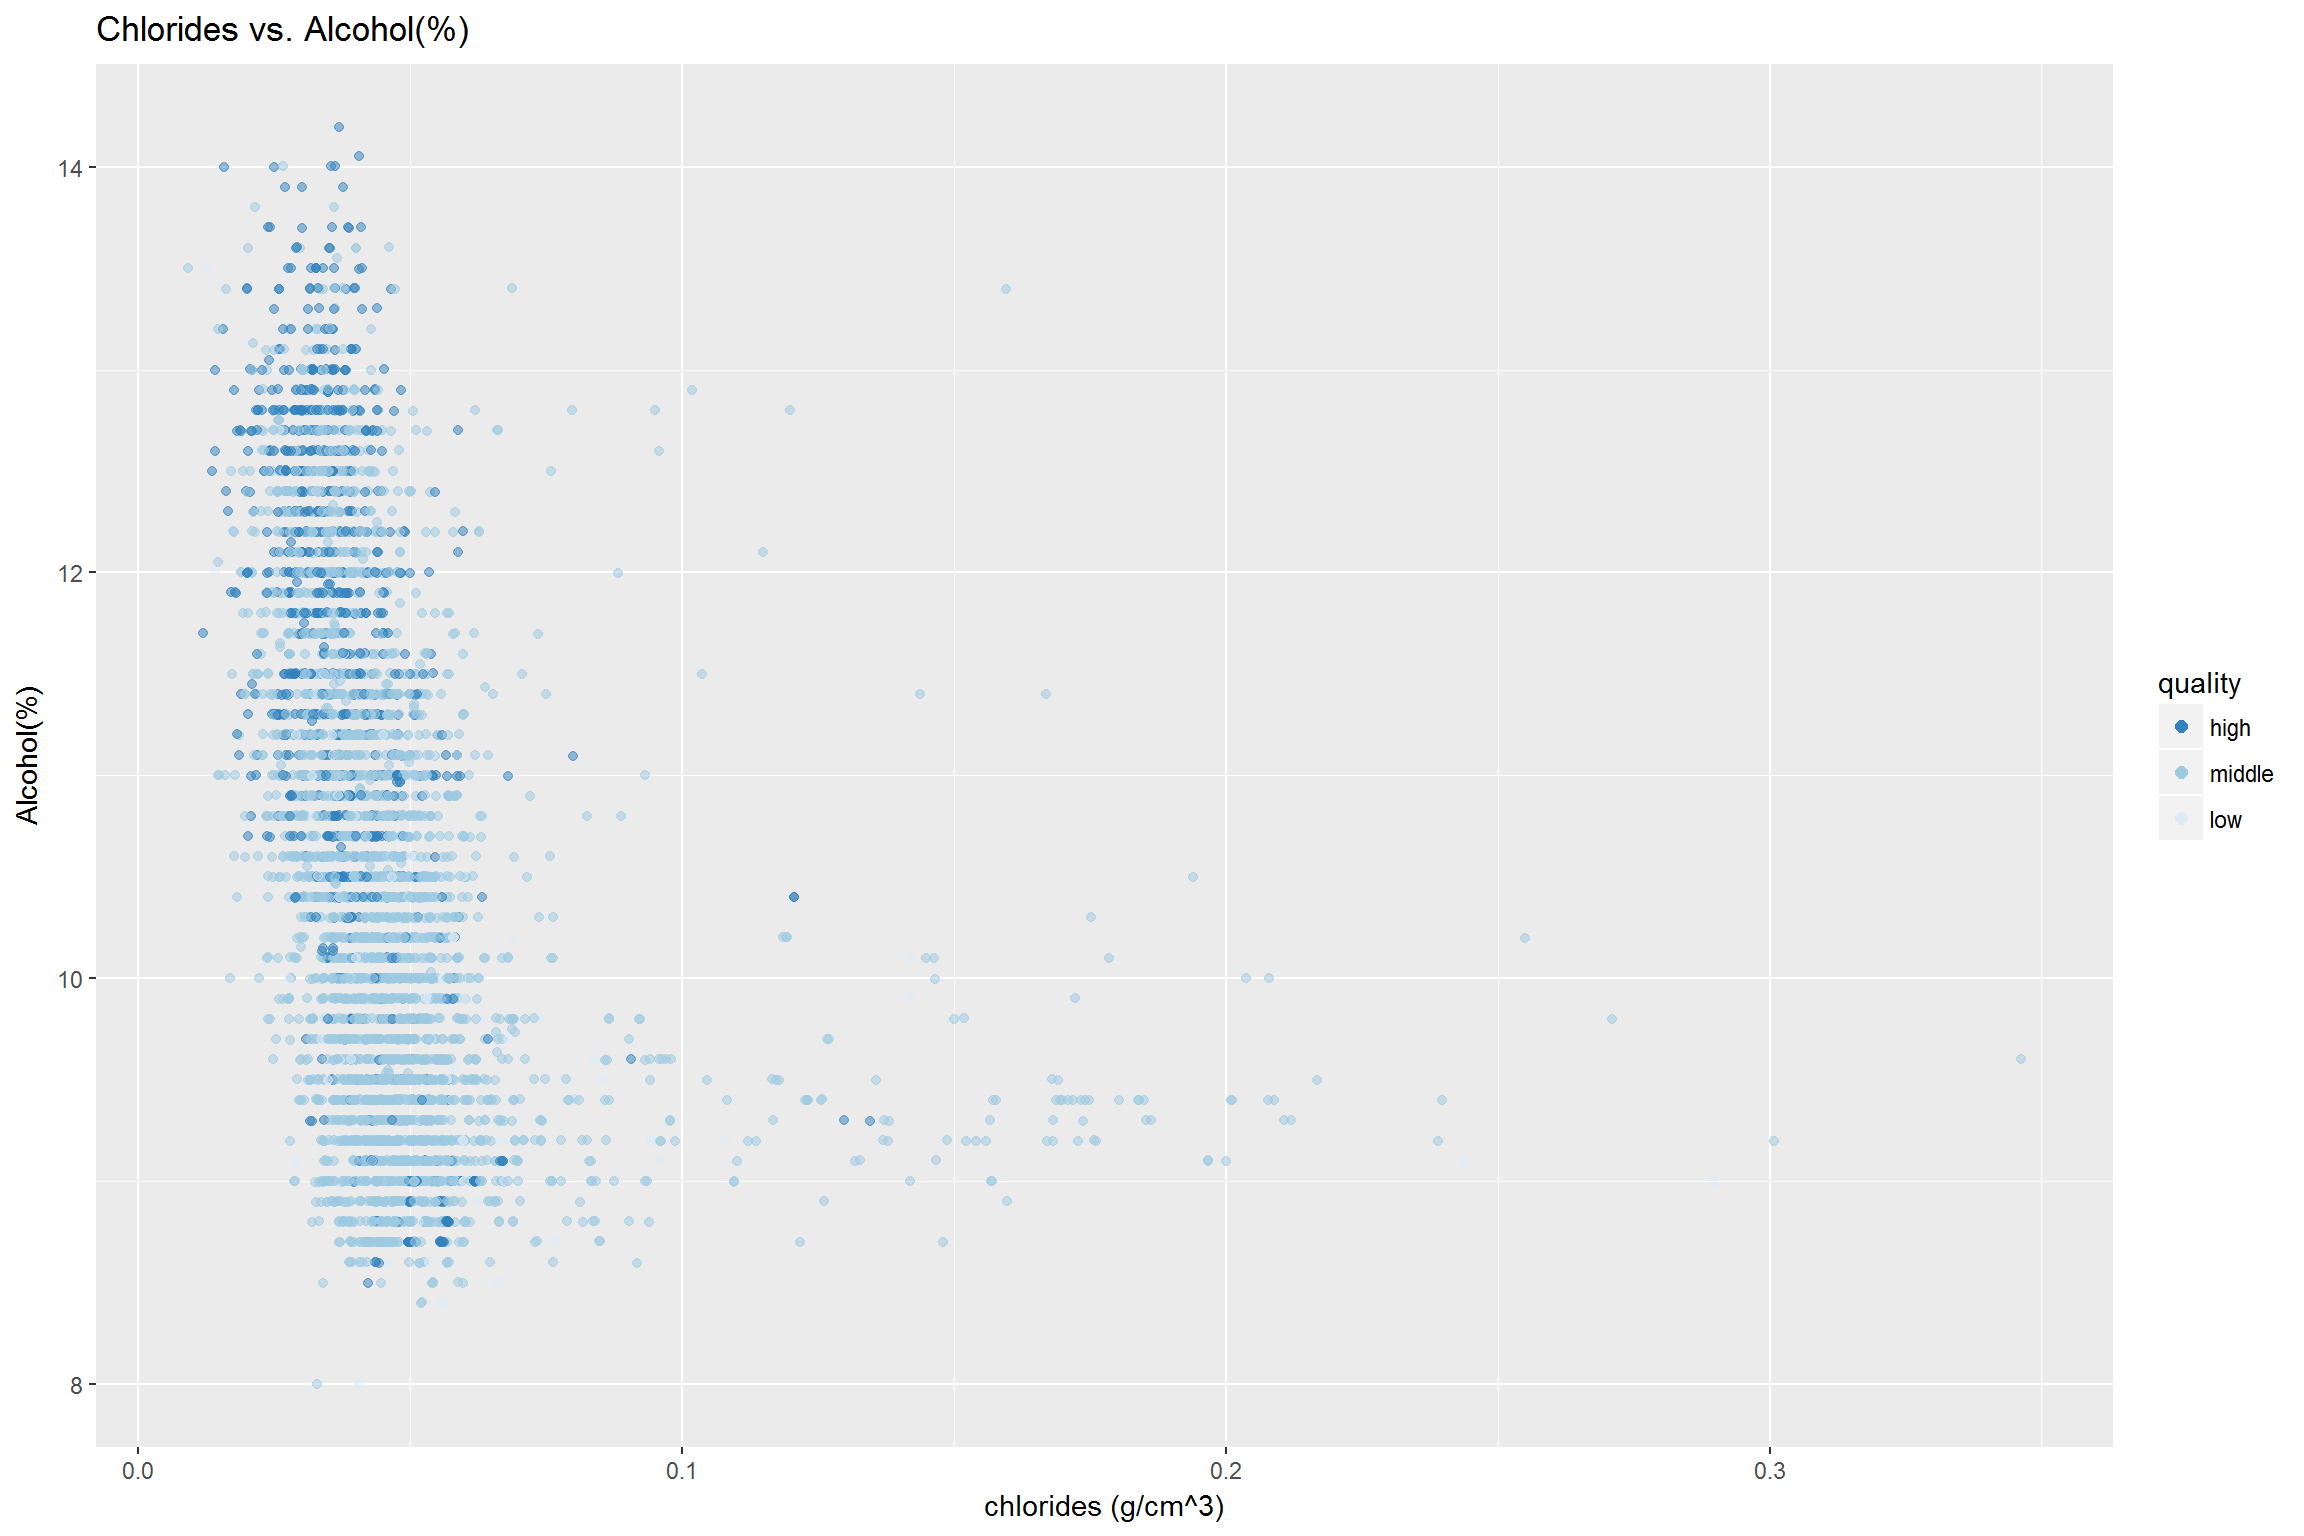 Chlorides vs. Alcohol(%)
14
12
10
8
Alcohol(%)
0.0 0.1 0.2 0.3
chlorides (g/cm^3)
quality
high
middle
low